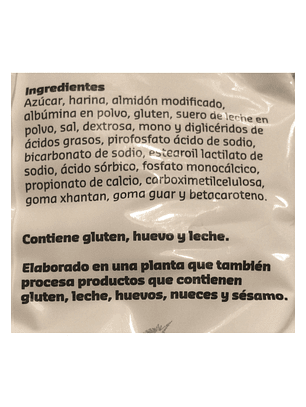 Ingredientes
Azúcar, harina, almidón modificado,
albúmina en polvo, gluten, suero de leche en
polvo, sal, dextrosa, mono y diglicéridos de
ácidos grasos, pirofosfato ácido de sodio,
bicarbonato de sodio, estearoil lactilato de
sodio, ácido sórbico, fosfato monocálcico,
propionato de calcio, carboximetilcelulosa,
goma xhantan, goma guar y betacaroteno.
Contiene gluten, huevo y leche.
Elaborado en una planta que también
procesa productos que contienen
gluten, leche, huevos, nueces y sésamo.